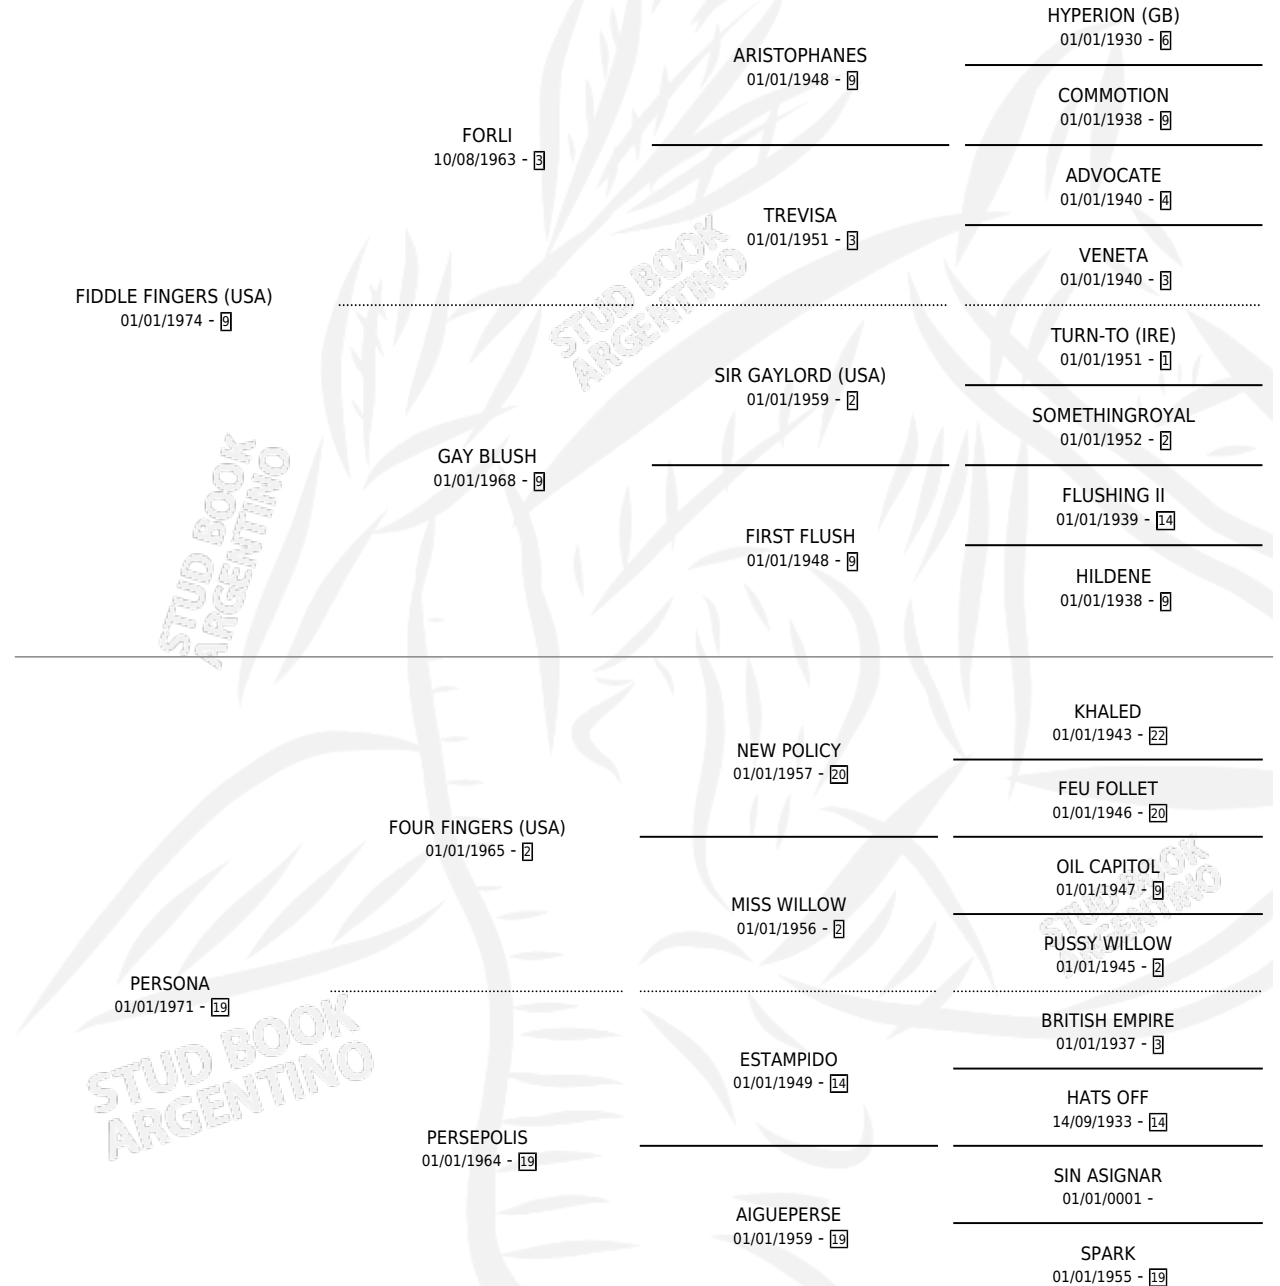 HYPERION (GB)
01/01/1930 - 6
ARISTOPHANES
01/01/1948 - 9
COMMOTION
01/01/1938 - 9
FORLI
10/08/1963 - 3
ADVOCATE
01/01/1940 - 4
TREVISA
01/01/1951 - 3
VENETA
01/01/1940 - 3
FIDDLE FINGERS (USA)
01/01/1974 - 9
TURN-TO (IRE)
01/01/1951 - 1
SIR GAYLORD (USA)
01/01/1959 - 2
SOMETHINGROYAL
01/01/1952 - 2
GAY BLUSH
01/01/1968 - 9
FLUSHING II
01/01/1939 - 14
FIRST FLUSH
01/01/1948 - 9
HILDENE
01/01/1938 - 9
STUD BOOK
ARGENTINO
STUD BOOK
ARGENTINO
KHALED
01/01/1943 - 22
NEW POLICY
01/01/1957 - 20
FEU FOLLET
01/01/1946 - 20
FOUR FINGERS (USA)
01/01/1965 - 2
OIL CAPITOL
01/01/1947 - 9
MISS WILLOW
01/01/1956 - 2
PUSSY WILLOW
01/01/1945 - 2
STUD BOOK
ARGENTINO
PERSONA
01/01/1971 - 19
BRITISH EMPIRE
01/01/1937 - 3
ESTAMPIDO
01/01/1949 - 14
HATS OFF
14/09/1933 - 14
STUD BOOK
ARGENTINO
PERSEPOLIS
01/01/1964 - 19
SIN ASIGNAR
01/01/0001 -
AIGUEPERSE
01/01/1959 - 19
SPARK
01/01/1955 - 19